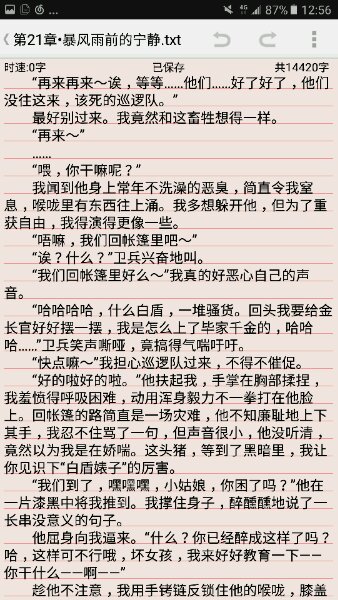 87% 12:56
第21章•暴风雨前的宁静.txt
时速:0字 已保存 共14420字
“再来再来～诶，等等……他们……好了好了，他们
没往这来，该死的巡逻队。”
最好别过来。我竟然和这畜牲想得一样。
“再来～”
……
“喂，你干嘛呢？”
我闻到他身上常年不洗澡的恶臭，简直令我窒
息，喉咙里有东西往上涌。我多想躲开他，但为了重
获自由，我得演得更像一些。
“唔嘛，我们回帐篷里吧～”
“诶？什么？”卫兵兴奋地叫。
“我们回帐篷里好么～”我真的好恶心自己的声
音。
“哈哈哈哈，什么白盾，一堆骚货。回头我要给金
长官好好摆一摆，我是怎么上了毕家千金的，哈哈
哈……”卫兵笑声嘶哑，竟搞得气喘吁吁。
“快点嘛～”我担心巡逻队过来，不得不催促。
“好的啦好的啦。”他扶起我，手掌在胸部揉捏，
我羞愤得呼吸困难，动用浑身毅力不一拳打在他脸
上。回帐篷的路简直是一场灾难，他不知廉耻地上下
其手，我忍不住骂了一句，但声音很小，他没听清，
竟然以为我是在娇喘。这头猪，等到了黑暗里，我让
你见识下“白盾婊子”的厉害。
“我们到了，嘿嘿嘿，小姑娘，你困了吗？”他在
一片漆黑中将我推到。我撑住身子，醉醺醺地说了一
长串没意义的句子。
他屈身向我逼来。“什么？你已经醉成这样了吗？
哈，这样可不行哦，坏女孩，我来好好教育一下——
你干什么——啊——”
趁他不注意，我用手铐链反锁住他的喉咙，膝盖